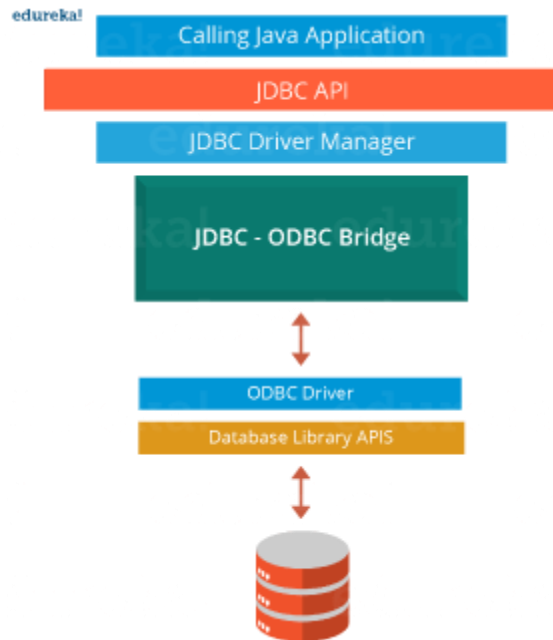 edureka!
Calling Java Application
JDBC API
JDBC Driver Manager
JDBC - ODBC Bridge
ODBC Driver
Database Library APIS